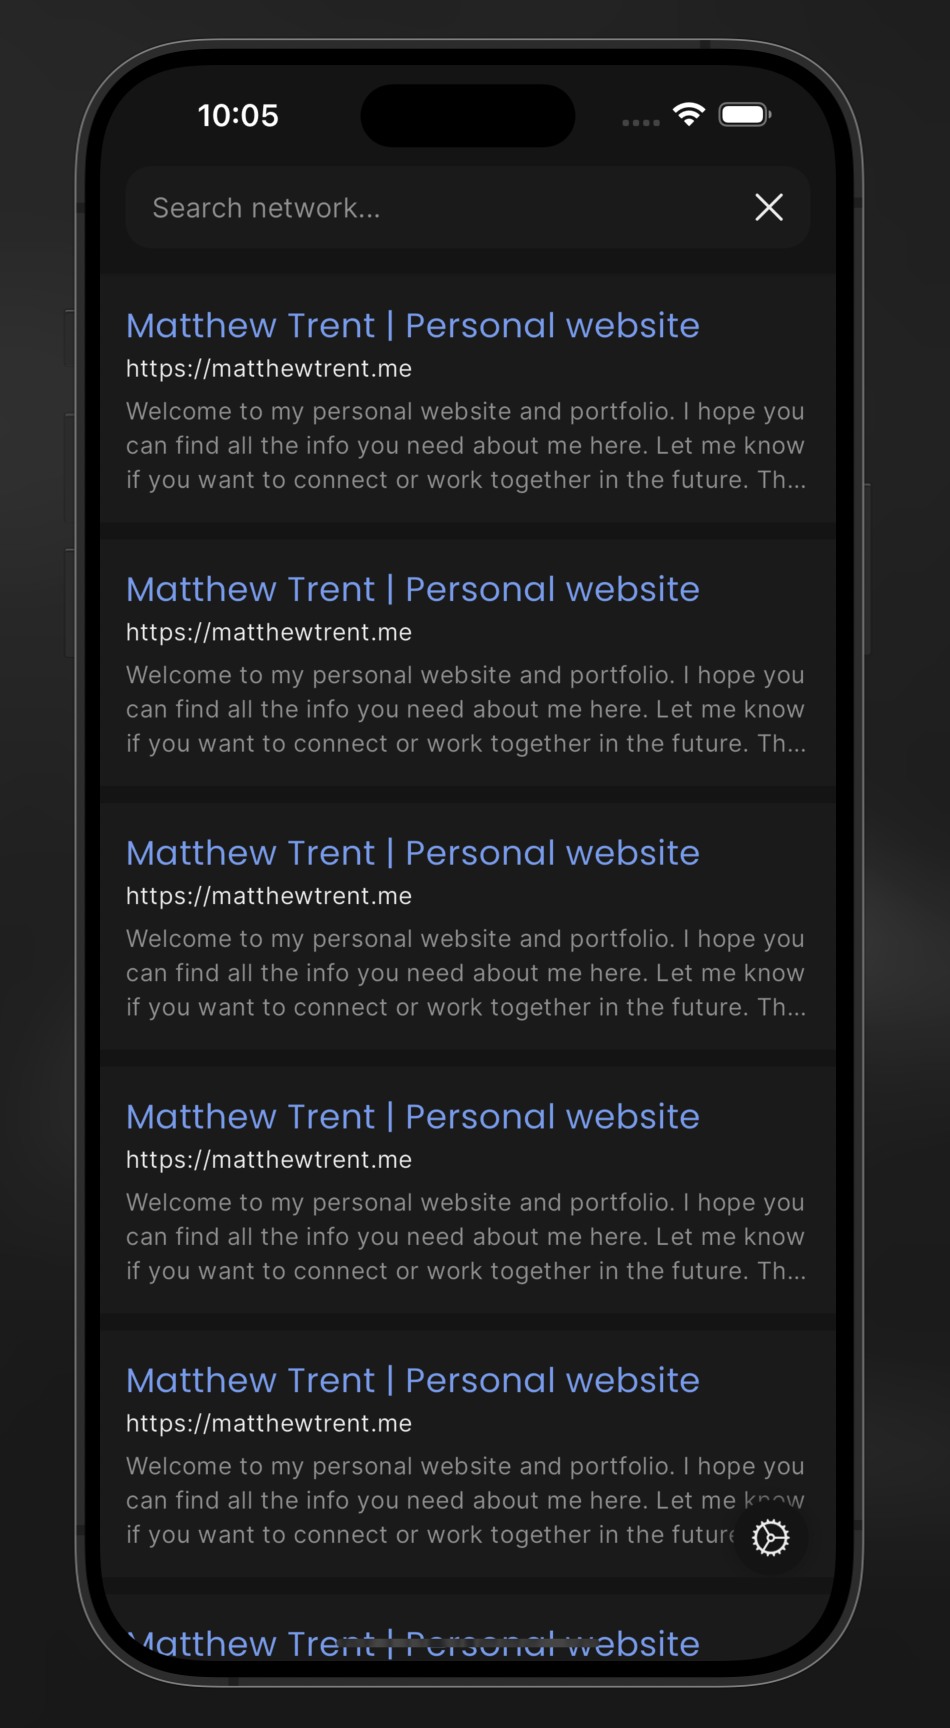 10:05
Search network...
Matthew Trent | Personal website
https://matthewtrent.me
Welcome to my personal website and portfolio. I hope you
can find all the info you need about me here. Let me know
if you want to connect or work together in the future. Th...
Matthew Trent | Personal website
https://matthewtrent.me
Welcome to my personal website and portfolio. I hope you
can find all the info you need about me here. Let me know
if you want to connect or work together in the future. Th...
Matthew Trent | Personal website
https://matthewtrent.me
Welcome to my personal website and portfolio. I hope you
can find all the info you need about me here. Let me know
if you want to connect or work together in the future. Th...
Matthew Trent | Personal website
https://matthewtrent.me
Welcome to my personal website and portfolio. I hope you
can find all the info you need about me here. Let me know
if you want to connect or work together in the future. Th...
Matthew Trent | Personal website
https://matthewtrent.me
Welcome to my personal website and portfolio. I hope you
can find all the info you need about me here. Let me know
if you want to connect or work together in the future
Matthew Trent | Personal website